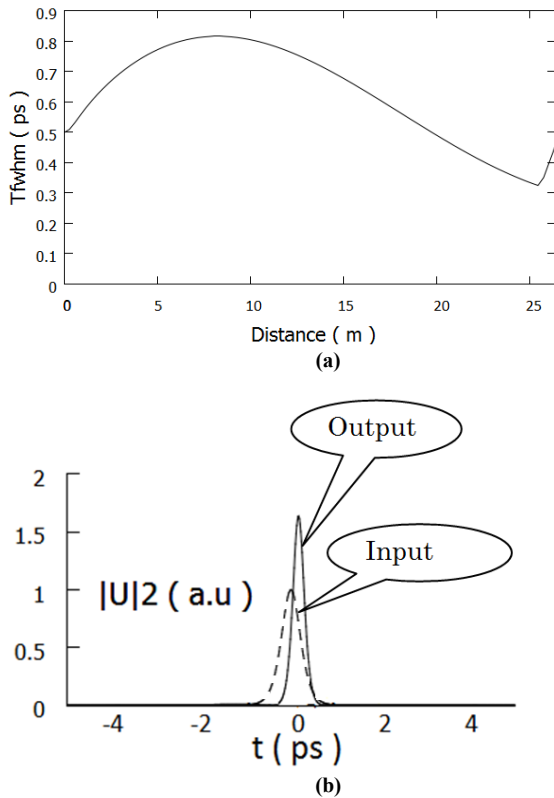 0.9
0.8
0.7
0.6
0.5
0.4
0.3
0.2
0.1
0
Tfwhm ( ps )
0 5 10 15 20 25
Distance ( m )
(a)
Output
Input
2
1.5
1
0.5
0
|U|2 ( a.u )
-4 -2 0 2 4
t ( ps )
(b)